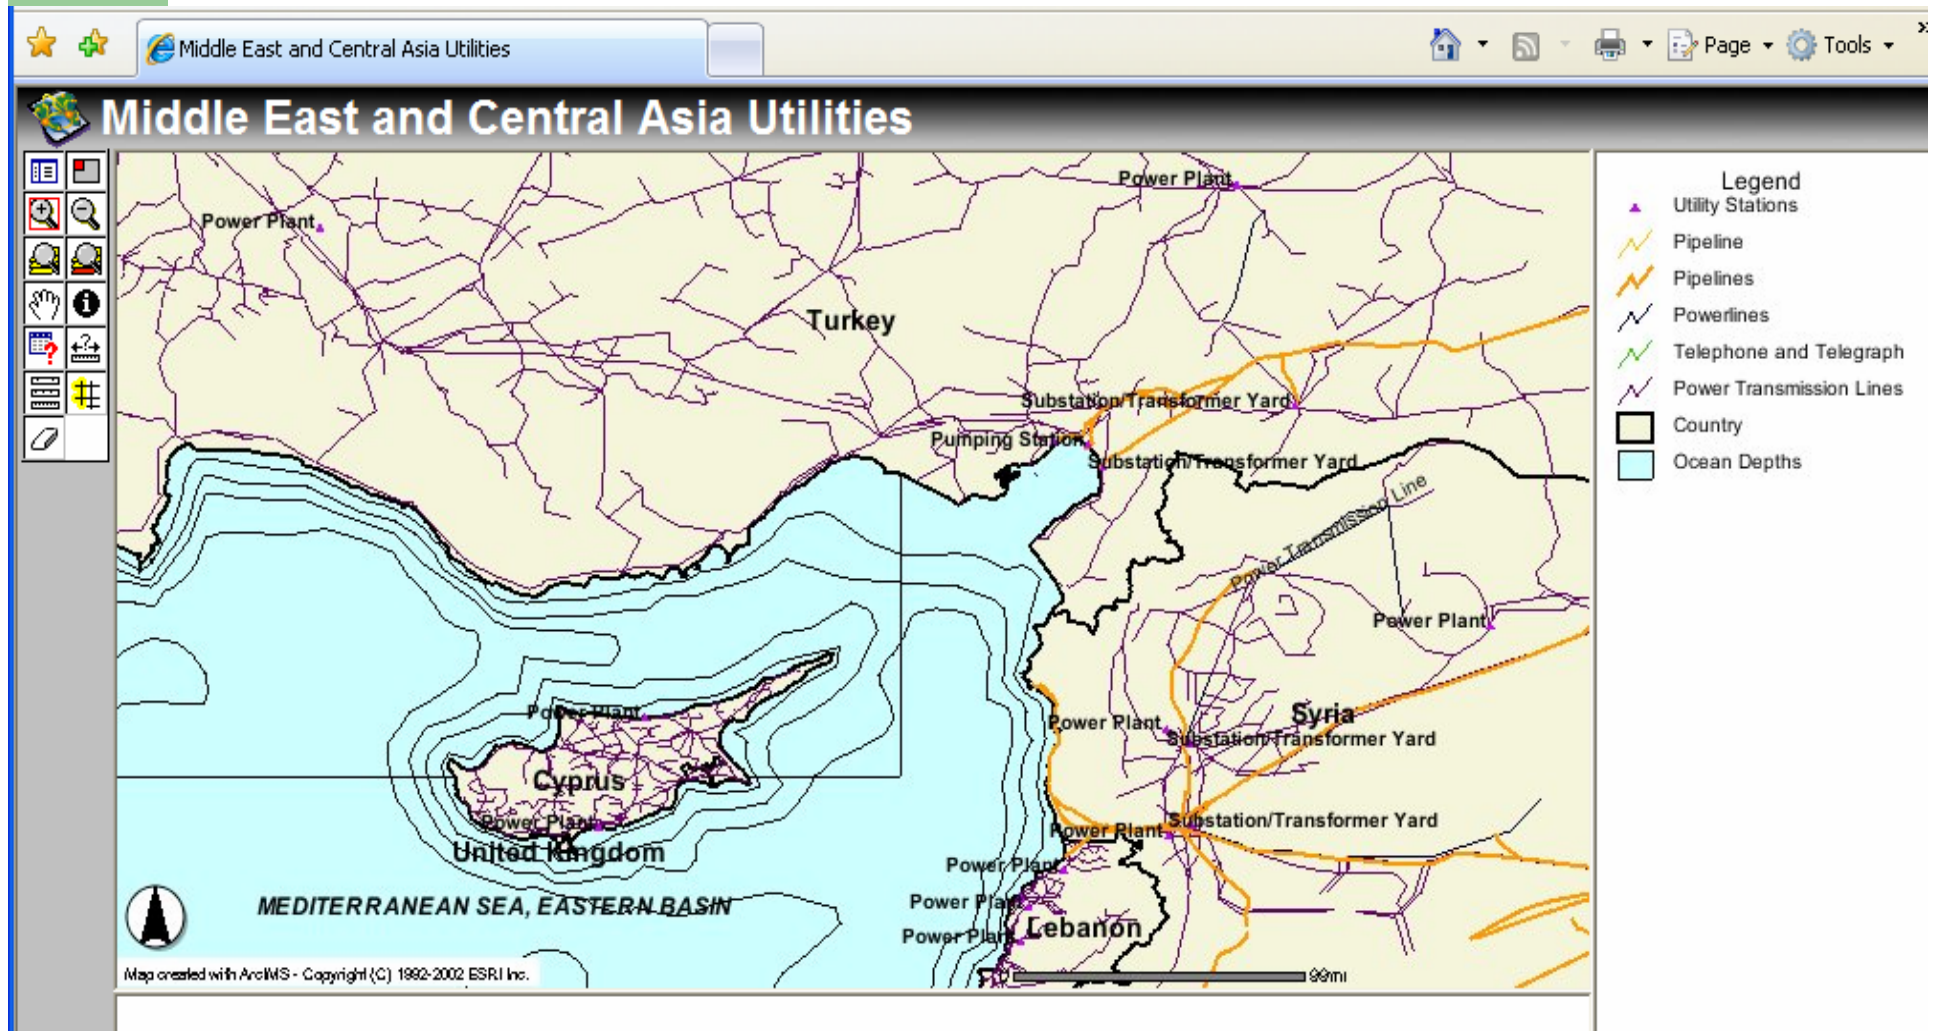 Middle East and Central Asia Utilities
Page
Tools
Middle East and Central Asia Utilities
Power Plant
Power Plant
Turkey
Substation/Transformer Yard
Pumping Station
Substation/Transformer Yard
Power Transmission Line
Power Plant
Power Plant
Syria
Power Plant
Substation/Transformer Yard
Cyprus
Power Plant
Substation/Transformer Yard
Power Plant
United Kingdom
Power Plant
MEDITERRANEAN SEA, EASTERN BASIN
Power Plant
Lebanon
Power Plant
Map created with ArcIMS - Copyright (C) 1992-2002 ESRI Inc.
0 99mi
Legend
Utility Stations
Pipeline
Pipelines
Powerlines
Telephone and Telegraph
Power Transmission Lines
Country
Ocean Depths